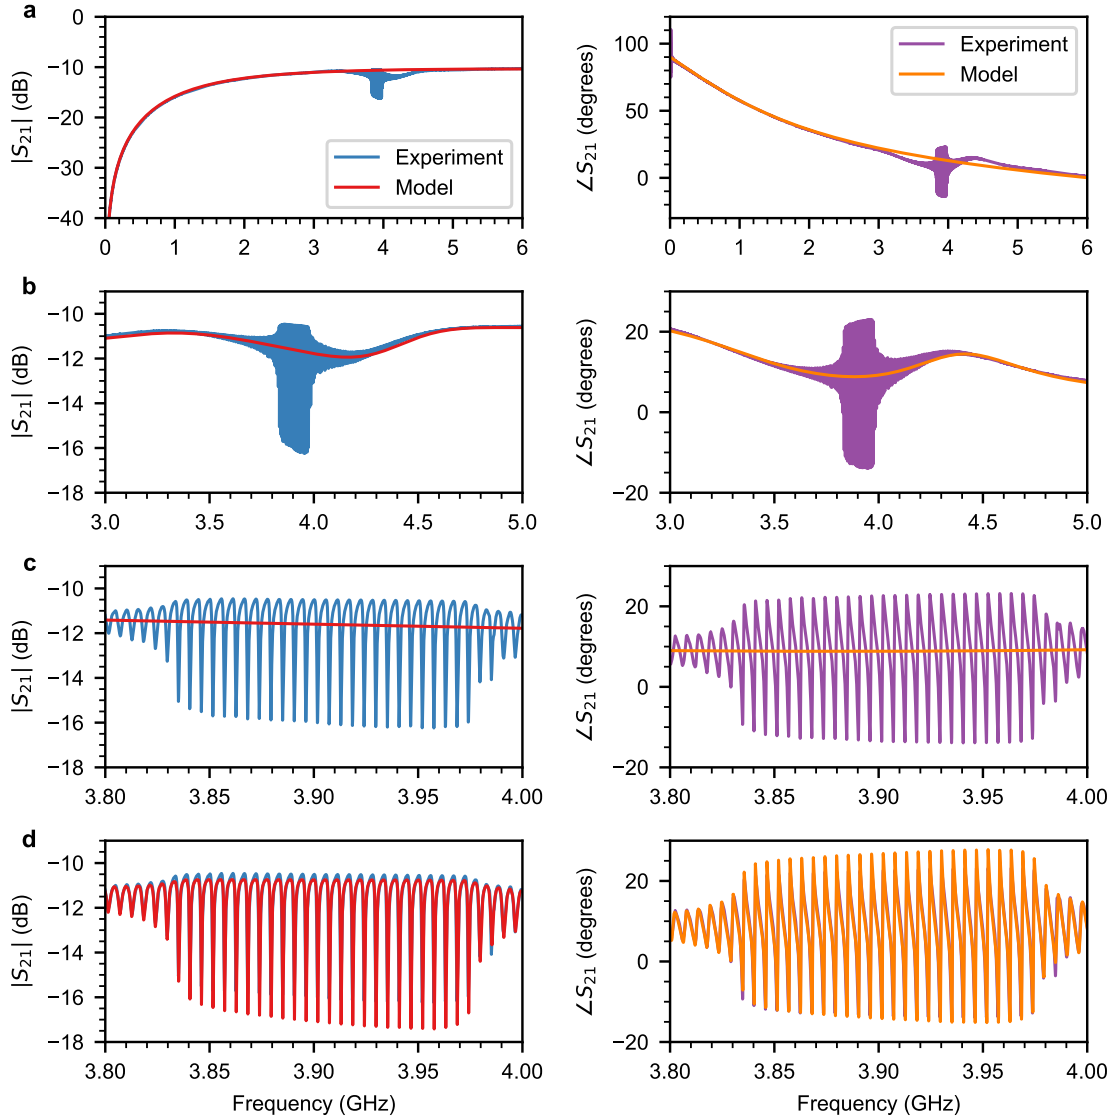 a
|S21| (dB)
0
−10
−20
−30
−40
Experiment
Model
0 1 2 3 4 5 6
∠S21 (degrees)
100
50
0
Experiment
Model
0 1 2 3 4 5 6
b
|S21| (dB)
−10
−12
−14
−16
−18
3.0 3.5 4.0 4.5 5.0
∠S21 (degrees)
20
0
−20
3.0 3.5 4.0 4.5 5.0
c
|S21| (dB)
−10
−12
−14
−16
−18
3.80 3.85 3.90 3.95 4.00
∠S21 (degrees)
20
0
−20
3.80 3.85 3.90 3.95 4.00
d
|S21| (dB)
−10
−12
−14
−16
−18
3.80 3.85 3.90 3.95 4.00
Frequency (GHz)
∠S21 (degrees)
20
0
−20
3.80 3.85 3.90 3.95 4.00
Frequency (GHz)